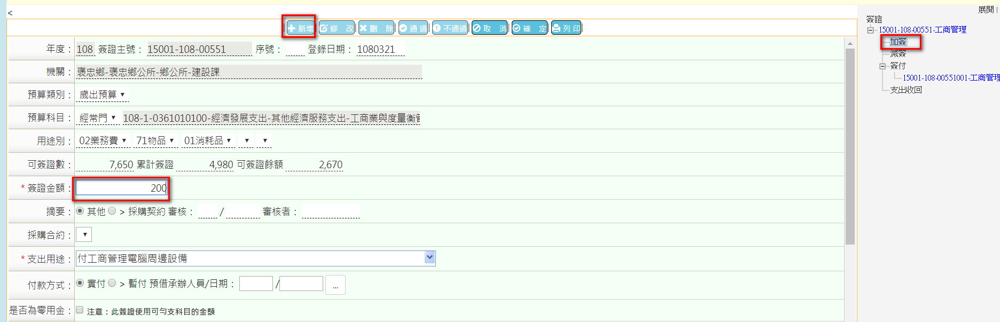 <
新增 修 改 刪 除 通 過 不通過 取 消 確 定 列 印
年度： 108 簽證主號： 15001-108-00551 序號： 登錄日期： 1080321
機關： 褒忠鄉-褒忠鄉公所-鄉公所-建設課
預算類別： 歲出預算
預算科目： 經常門 108-1-0361010100-經濟發展支出-其他經濟服務支出-工商業與度量衡管
用途別： 02業務費 71物品 01消耗品
可簽證數： 7,650 累計簽證 4,980 可簽證餘額 2,670
* 簽證金額： 200
摘要： 其他 > 採購契約 審核： / 審核者：
採購合約：
* 支出用途： 付工商管理電腦周邊設備
付款方式： 實付 > 暫付 預借承辦人員/日期： / ...
是否為零用金： 注意：此簽證使用可勻支科目的金額
展開 |
簽證
15001-108-00551-工商管理
加簽
減簽
簽付
15001-108-00551001-工商管理
支出收回